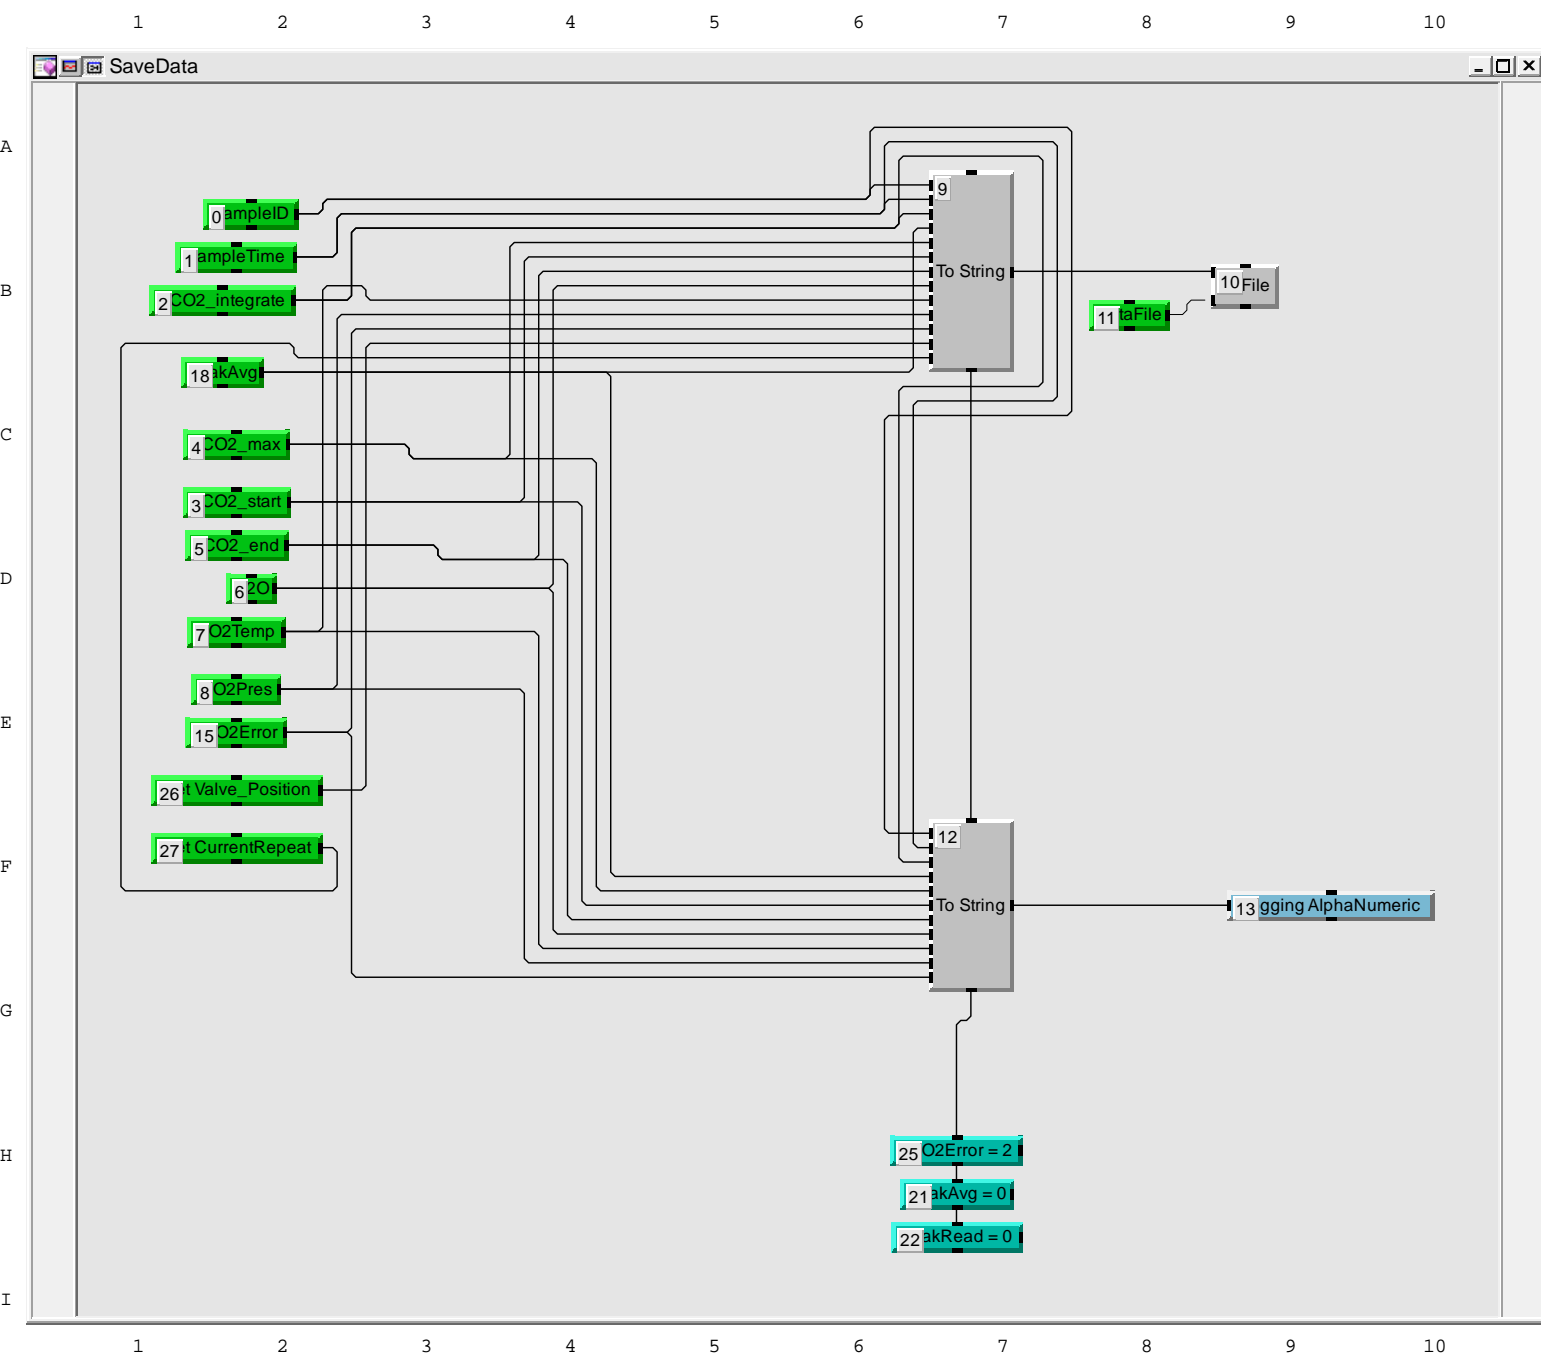 1 2 3 4 5 6 7 8 9 10
SaveData
A
9
0 ampleID
1 ampleTime
To String
10 File
B
2 CO2_integrate
11 taFile
18 akAvg
C
4 CO2_max
3 CO2_start
5 CO2_end
D
6 2O
7 O2Temp
8 O2Pres
E
15 O2Error
26 et Valve_Position
12
27 et CurrentRepeat
F
To String
13 gging AlphaNumeric
G
H
25 O2Error = 2
21 akAvg = 0
22 akRead = 0
I
1 2 3 4 5 6 7 8 9 10